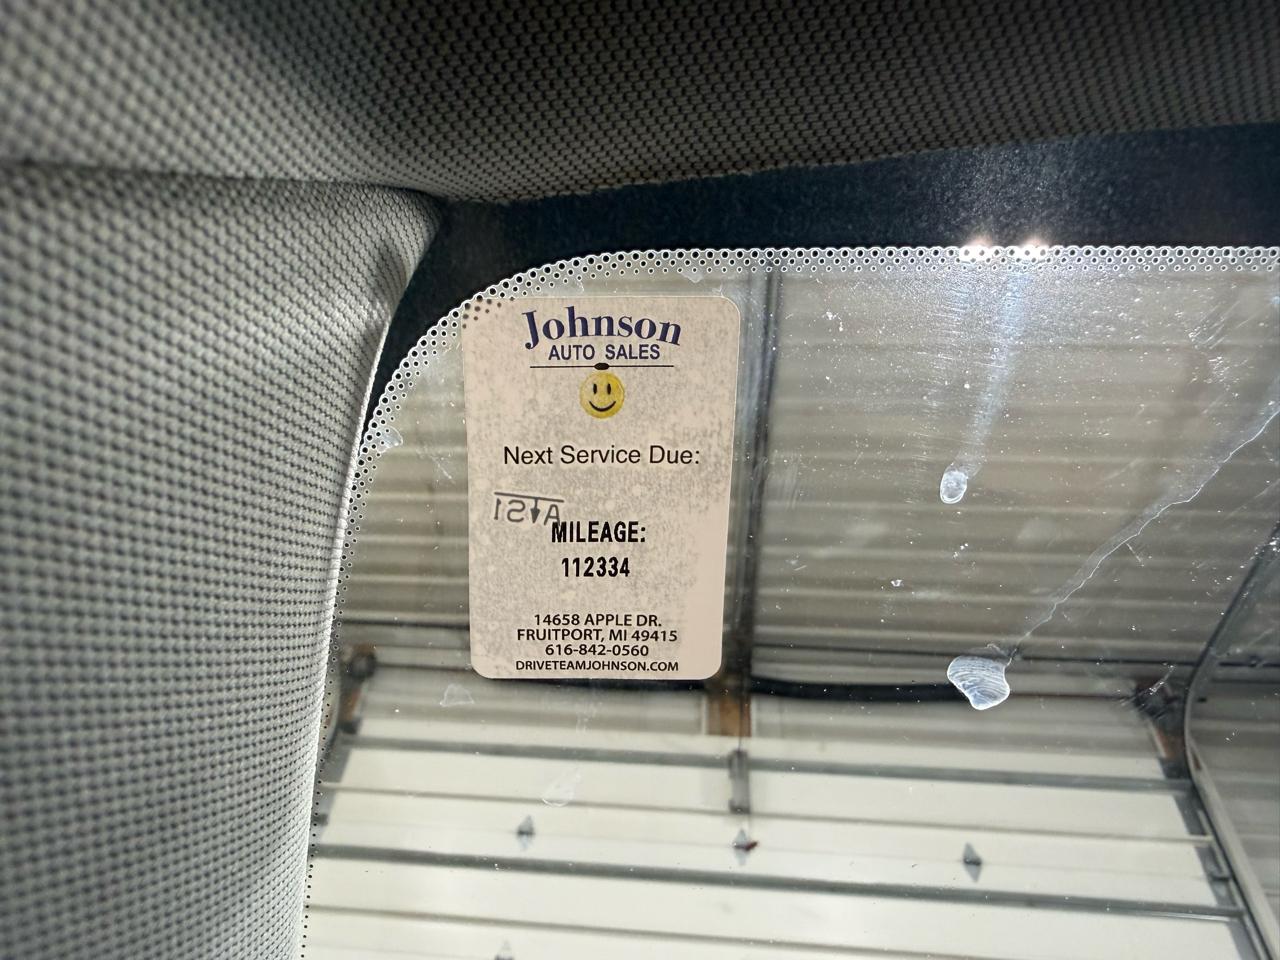 Johnson
AUTO SALES
Next Service Due:
MILEAGE:
112334
14658 APPLE DR.
FRUITPORT, MI 49415
616-842-0560
DRIVETEAMJOHNSON.COM